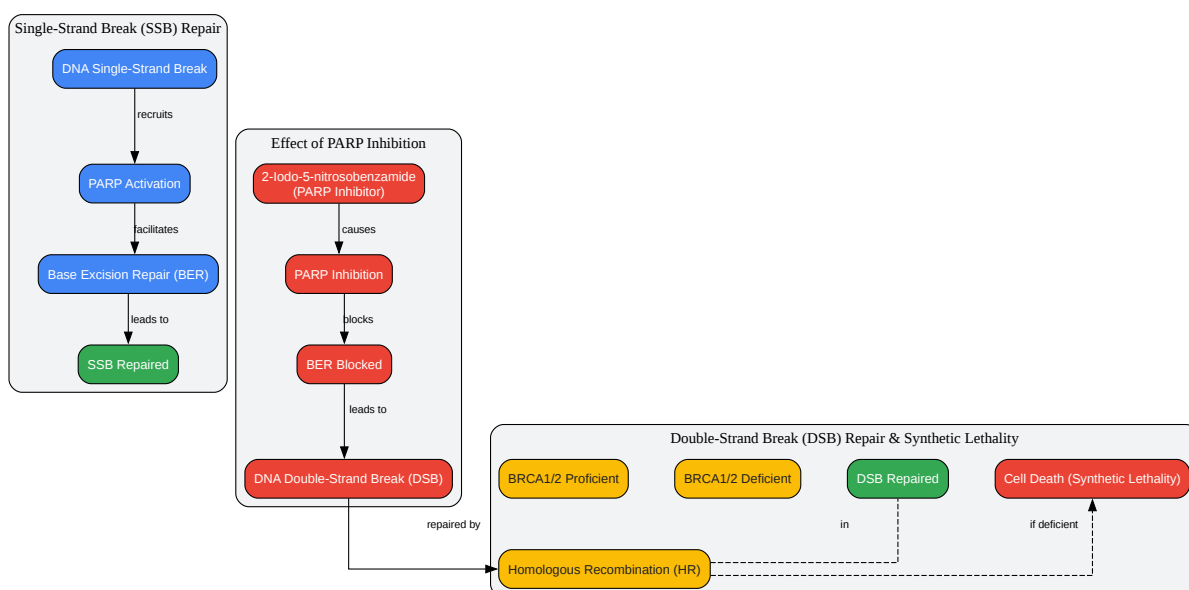 Single-Strand Break (SSB) Repair
DNA Single-Strand Break
recruits
PARP Activation
facilitates
Base Excision Repair (BER)
leads to
SSB Repaired
Effect of PARP Inhibition
2-Iodo-5-nitrosobenzamide
(PARP Inhibitor)
causes
PARP Inhibition
blocks
BER Blocked
leads to
DNA Double-Strand Break (DSB)
repaired by
Double-Strand Break (DSB) Repair & Synthetic Lethality
BRCA1/2 Proficient
BRCA1/2 Deficient
DSB Repaired
Cell Death (Synthetic Lethality)
in
if deficient
Homologous Recombination (HR)